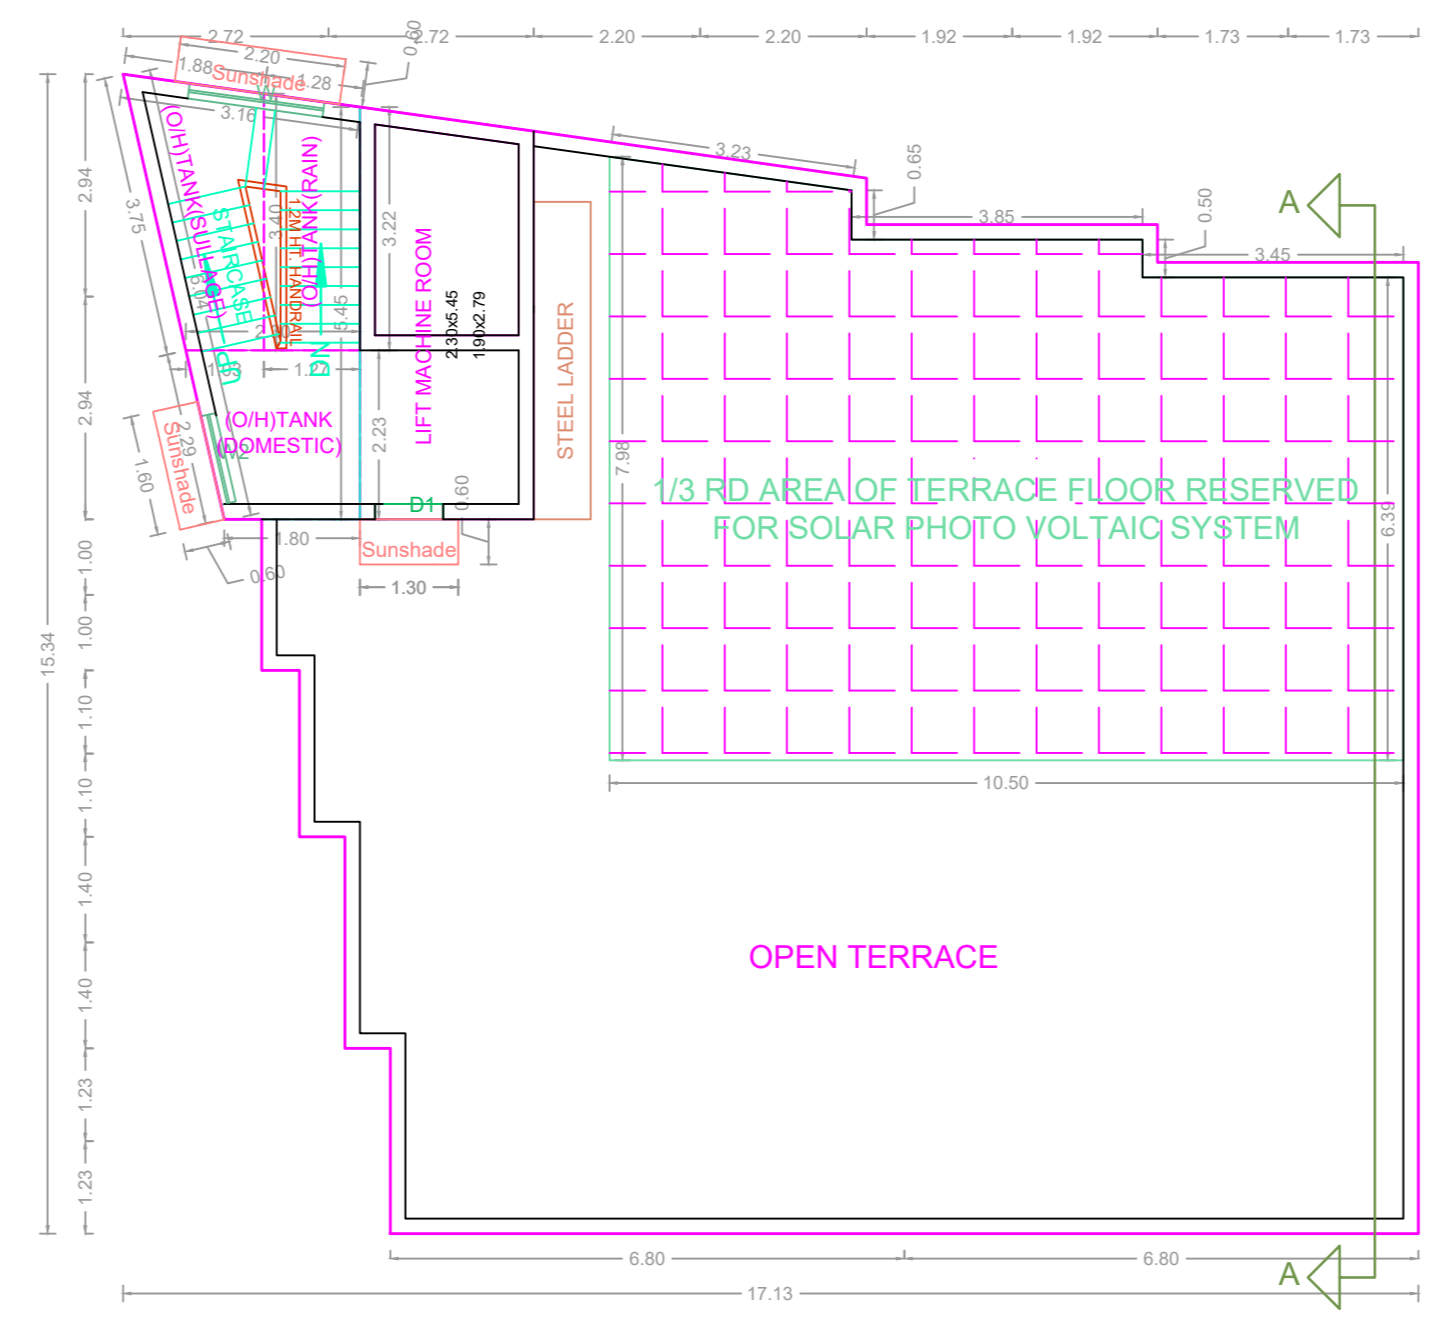 2.72
2.72
2.20
2.20
1.92
1.92
1.73
1.73
0.60
2.20
1.88
1.28
Sunshade
W
3.16
3.23
0.65
3.85
0.50
3.45
A
2.94
3.75
(O/H)TANK(SULLAGE)
STAIRCASE
UP
3.40
1.2M HT. HANDRAIL
(O/H)TANK(RAIN)
DN
5.45
3.22
LIFT MACHINE ROOM
2.30x5.45
1.90x2.79
STEEL LADDER
1.27
2.94
(O/H)TANK
(DOMESTIC)
W2
2.29
Sunshade
1.60
2.23
D1
0.60
1.80
Sunshade
0.60
1.30
7.98
1/3 RD AREA OF TERRACE FLOOR RESERVED
FOR SOLAR PHOTO VOLTAIC SYSTEM
6.39
10.50
15.34
1.00
1.00
1.10
1.10
1.40
1.40
1.23
1.23
OPEN TERRACE
6.80
6.80
A
17.13